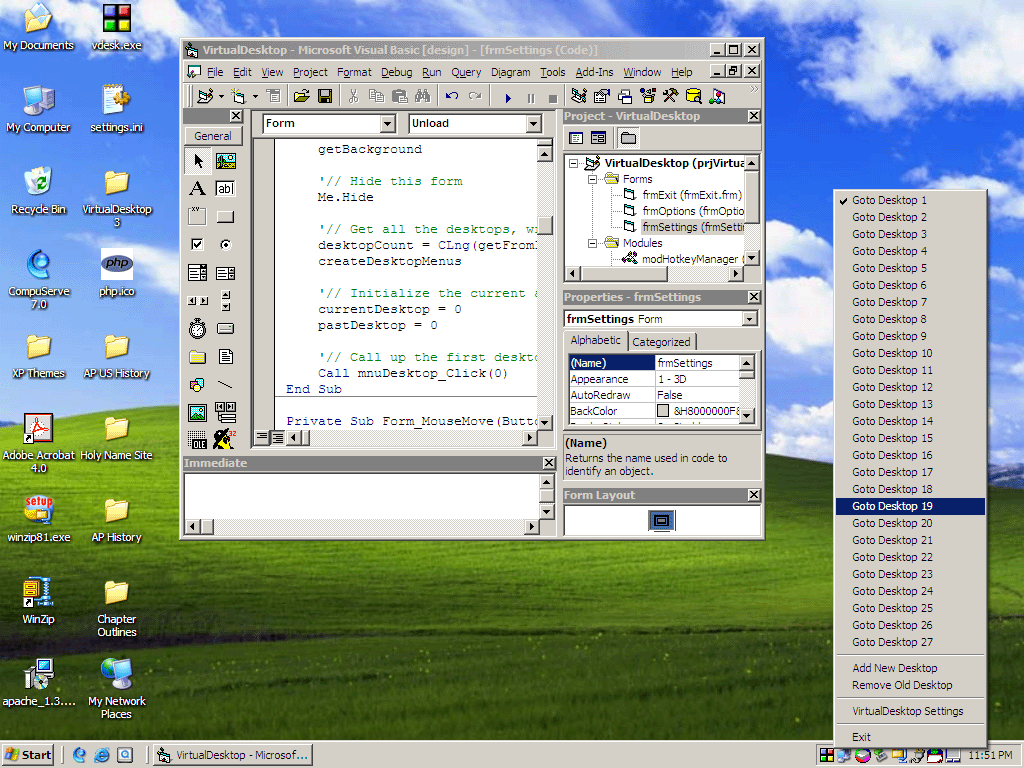 My Documents
vdesk.exe
My Computer
settings.ini
Recycle Bin
VirtualDesktop
3
CompuServe
7.0
php
php.ico
XP Themes
AP US History
Adobe Acrobat
4.0
Holy Name Site
setup
winzip81.exe
AP History
WinZip
Chapter
Outlines
apache_1.3....
My Network
Places
VirtualDesktop - Microsoft Visual Basic [design] - [frmSettings (Code)]
File Edit View Project Format Debug Run Query Diagram Tools Add-Ins Window Help
General
A
ab|
XY
OLE
32
Form
Unload
getBackground
'// Hide this form
Me.Hide
'// Get all the desktops, w
desktopCount = CLng(getFrom
createDesktopMenus
'// Initialize the current a
currentDesktop = 0
pastDesktop = 0
'// Call up the first deskto
Call mnuDesktop_Click(0)
End Sub
Private Sub Form_MouseMove(Butto
Immediate
Project - VirtualDesktop
VirtualDesktop (prjVirtua
Forms
frmExit (frmExit.frm)
frmOptions (frmOptio
frmSettings (frmSettin
Modules
modHotkeyManager (
Properties - frmSettings
frmSettings Form
Alphabetic Categorized
(Name) frmSettings
Appearance 1 - 3D
AutoRedraw False
BackColor &H8000000F&
(Name)
Returns the name used in code to
identify an object.
Form Layout
Goto Desktop 1
Goto Desktop 2
Goto Desktop 3
Goto Desktop 4
Goto Desktop 5
Goto Desktop 6
Goto Desktop 7
Goto Desktop 8
Goto Desktop 9
Goto Desktop 10
Goto Desktop 11
Goto Desktop 12
Goto Desktop 13
Goto Desktop 14
Goto Desktop 15
Goto Desktop 16
Goto Desktop 17
Goto Desktop 18
Goto Desktop 19
Goto Desktop 20
Goto Desktop 21
Goto Desktop 22
Goto Desktop 23
Goto Desktop 24
Goto Desktop 25
Goto Desktop 26
Goto Desktop 27
Add New Desktop
Remove Old Desktop
VirtualDesktop Settings
Exit
Start
VirtualDesktop - Microsof...
11:51 PM